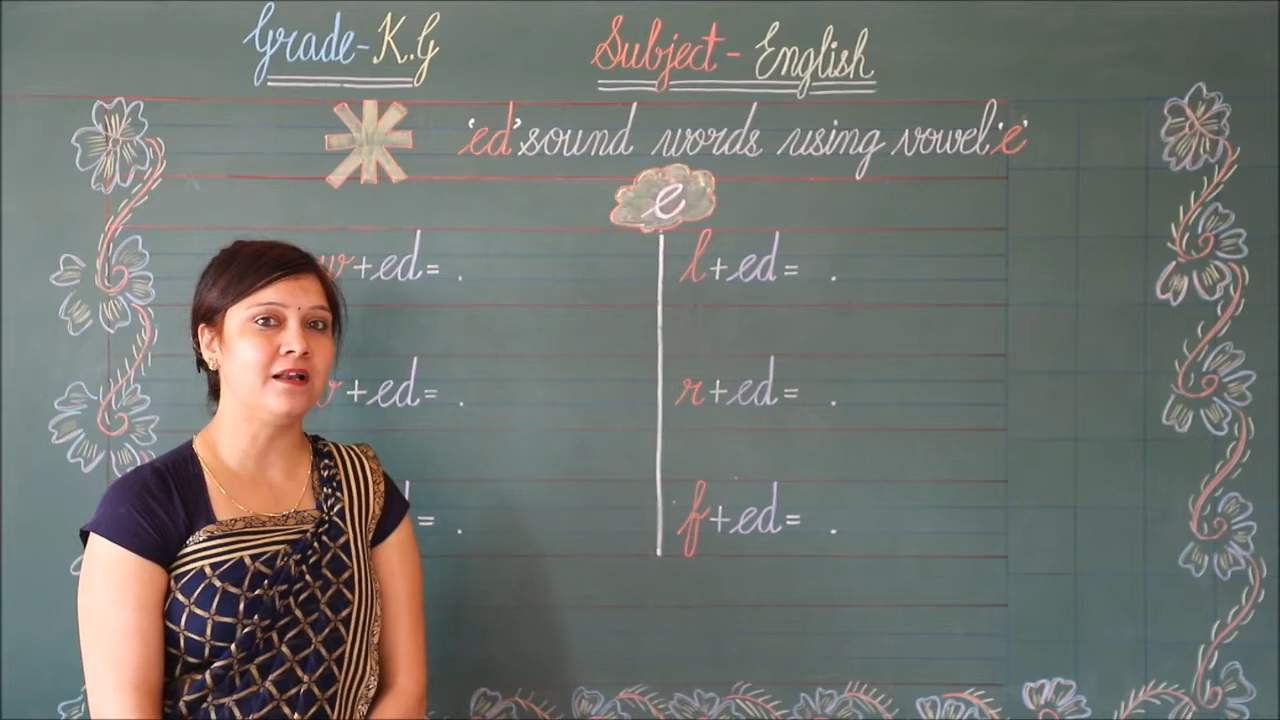 Grade-K.G
Subject-English
'ed' sound words using vowel 'e'
e
w+ed= .
l+ed= .
+ed= .
r+ed= .
= .
f+ed= .